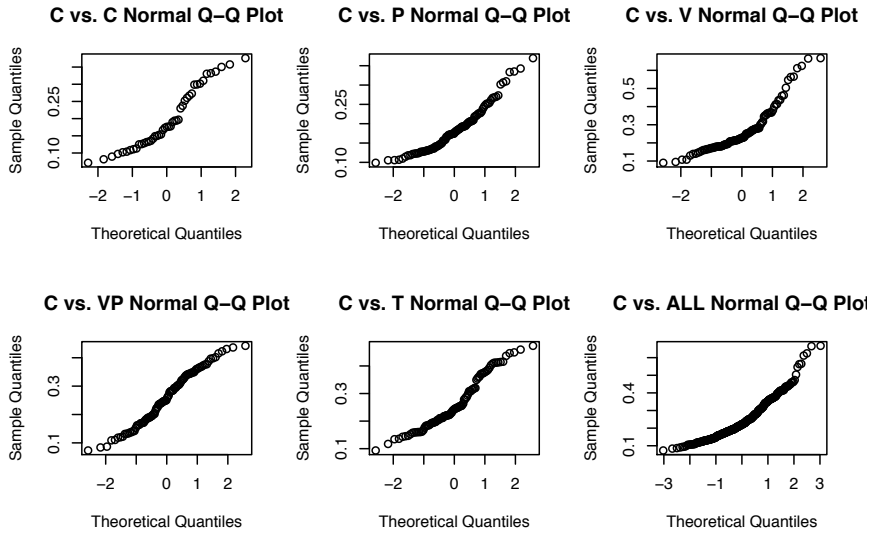 C vs. C Normal Q−Q Plot
Sample Quantiles
0.10 0.25
−2 −1 0 1 2
Theoretical Quantiles
C vs. P Normal Q−Q Plot
Sample Quantiles
0.10 0.25
−2 0 1 2
Theoretical Quantiles
C vs. V Normal Q−Q Plot
Sample Quantiles
0.1 0.3 0.5
−2 0 1 2
Theoretical Quantiles
C vs. VP Normal Q−Q Plot
Sample Quantiles
0.1 0.3
−2 0 1 2
Theoretical Quantiles
C vs. T Normal Q−Q Plot
Sample Quantiles
0.1 0.3
−2 0 1 2
Theoretical Quantiles
C vs. ALL Normal Q−Q Plot
Sample Quantiles
0.1 0.4
−3 −1 1 2 3
Theoretical Quantiles